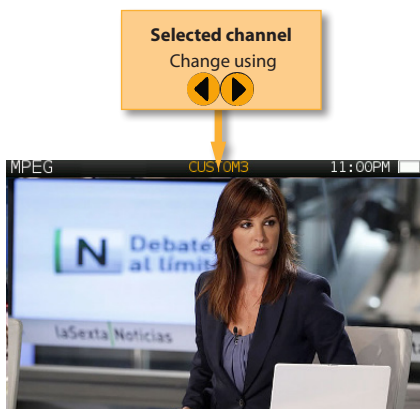 Selected channel
Change using
MPEG CUSTOM3 11:00PM
N Debate
al límite
laSexta Noticias